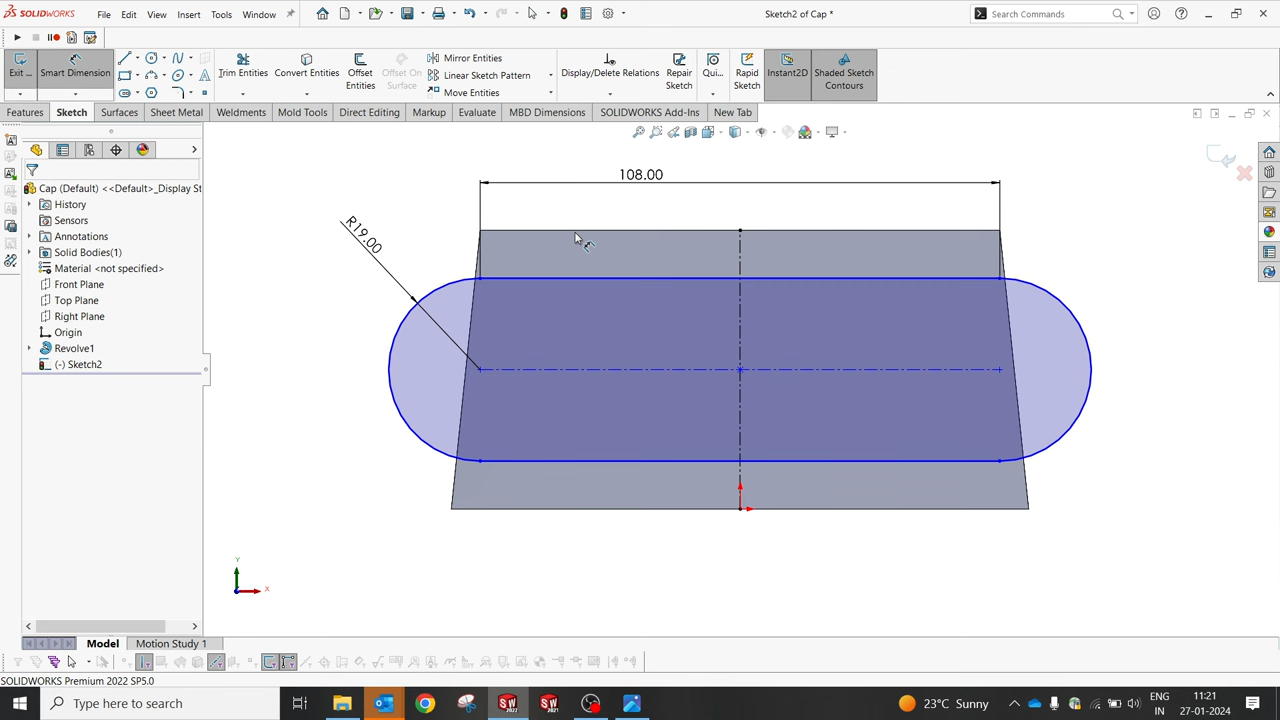 SOLIDWORKS File Edit View Insert Tools Window Sketch2 of Cap * Search Commands
Exit ... Smart Dimension Trim Entities Convert Entities Offset Entities Offset On Surface Mirror Entities Linear Sketch Pattern Move Entities Display/Delete Relations Repair Sketch Qui... Rapid Sketch Instant2D Shaded Sketch Contours
Features Sketch Surfaces Sheet Metal Weldments Mold Tools Direct Editing Markup Evaluate MBD Dimensions SOLIDWORKS Add-Ins New Tab
Cap (Default) <<Default>_Display St
History
Sensors
Annotations
Solid Bodies(1)
Material <not specified>
Front Plane
Top Plane
Right Plane
Origin
Revolve1
(-) Sketch2
108.00
R19.00
Y
X
Model Motion Study 1
SOLIDWORKS Premium 2022 SP5.0
Type here to search
23°C Sunny
ENG
IN
11:21
27-01-2024